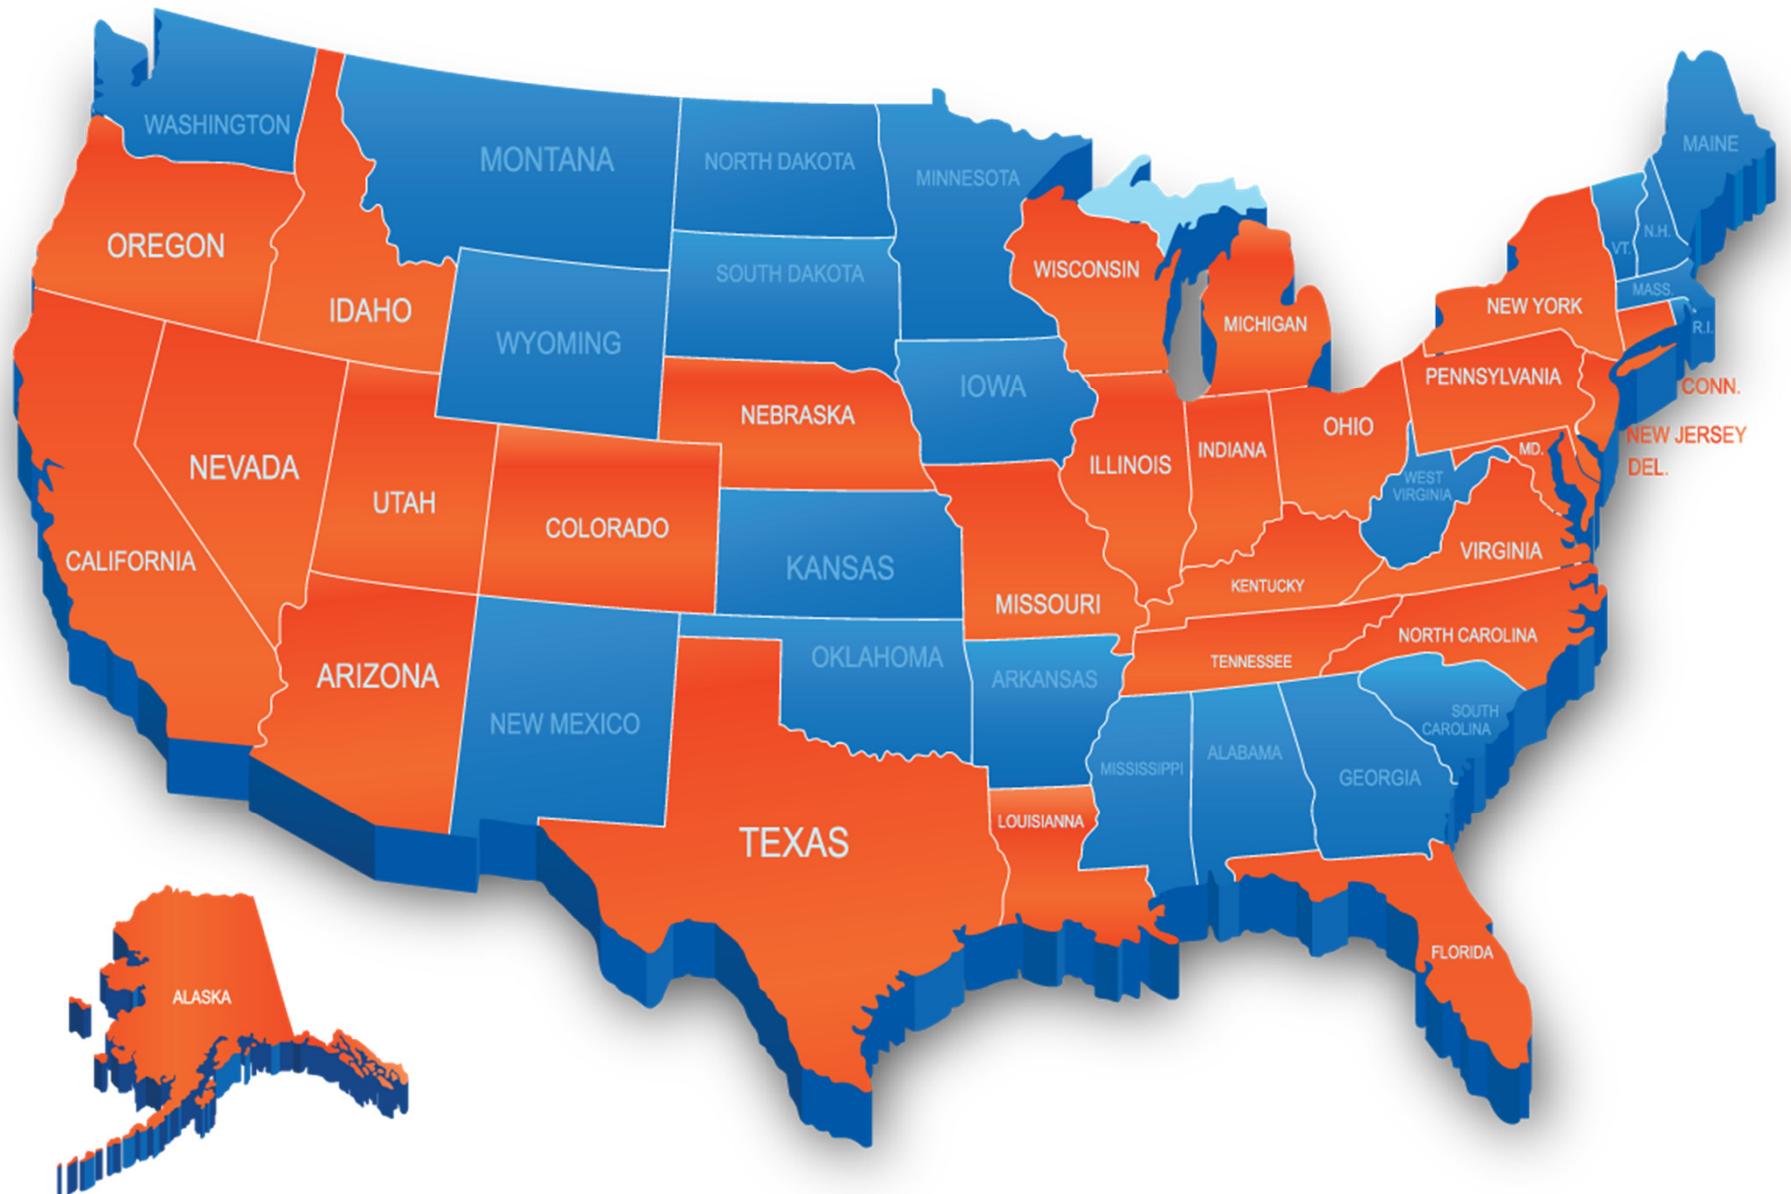 WASHINGTON
MONTANA
NORTH DAKOTA
MINNESOTA
MAINE
OREGON
IDAHO
SOUTH DAKOTA
WISCONSIN
VT.
N.H.
MASS.
R.I.
WYOMING
IOWA
MICHIGAN
NEW YORK
CONN.
NEW JERSEY
DEL.
PENNSYLVANIA
NEBRASKA
NEVADA
UTAH
COLORADO
ILLINOIS
INDIANA
OHIO
MD.
WEST
VIRGINIA
CALIFORNIA
KANSAS
MISSOURI
KENTUCKY
VIRGINIA
ARIZONA
NEW MEXICO
OKLAHOMA
ARKANSAS
TENNESSEE
NORTH CAROLINA
SOUTH
CAROLINA
TEXAS
LOUISIANNA
MISSISSIPPI
ALABAMA
GEORGIA
FLORIDA
ALASKA